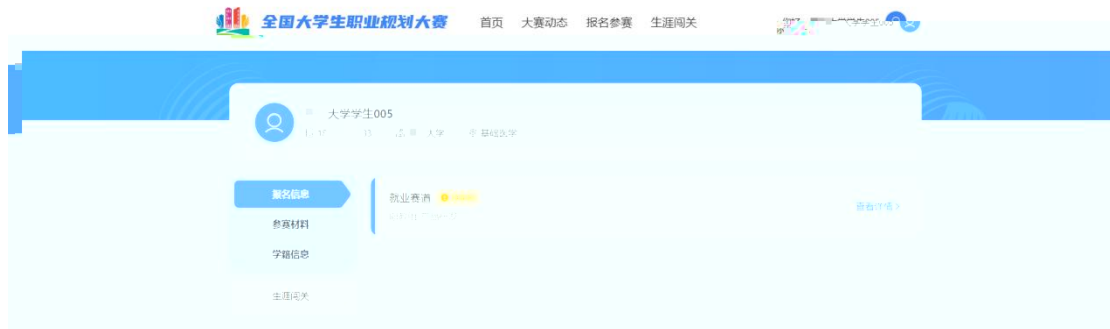 全国大学生职业规划大赛 首页 大赛动态 报名参赛 生涯闯关
大学学生005
大学 基础医学
报名信息
就业赛道
查看详情 >
参赛材料
学籍信息
生涯闯关